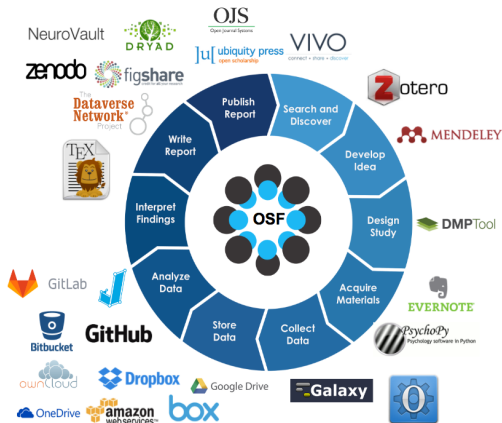 OJS
Open Journal Systems
NeuroVault
DRYAD
]u[ ubiquity press
open scholarship
VIVO
connect • share • discover
zenodo
figshare
The
Dataverse
Network
Project
TEX
Zotero
MENDELEY
DMPTool
EVERNOTE
PsychoPy
Psychology software in Python
Publish
Report
Search and
Discover
Develop
Idea
Design
Study
Acquire
Materials
Collect
Data
Store
Data
Analyze
Data
Interpret
Findings
Write
Report
OSF
GitLab
Bitbucket
GitHub
ownCloud
Dropbox
Google Drive
Galaxy
OneDrive
amazon
webservices™
box